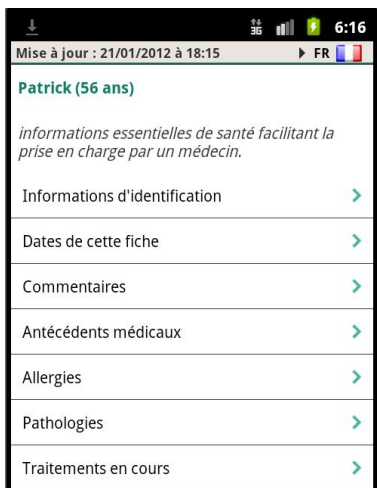 3G 6:16
Mise à jour : 21/01/2012 à 18:15 FR
Patrick (56 ans)
informations essentielles de santé facilitant la
prise en charge par un médecin.
Informations d'identification
Dates de cette fiche
Commentaires
Antécédents médicaux
Allergies
Pathologies
Traitements en cours